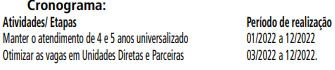 Cronograma:
Atividades/ Etapas Período de realização
Manter o atendimento de 4 e 5 anos universalizado 01/2022 a 12/2022
Otimizar as vagas em Unidades Diretas e Parceiras 03/2022 a 12/2022.